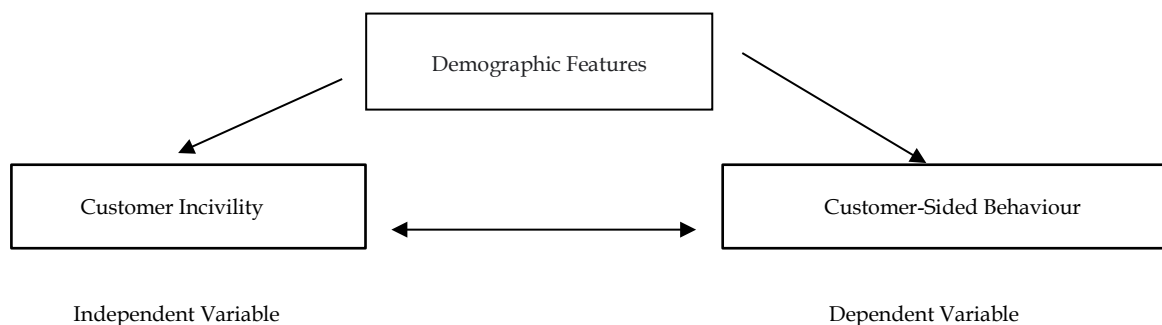 Demographic Features
Customer Incivility
Customer-Sided Behaviour
Independent Variable
Dependent Variable